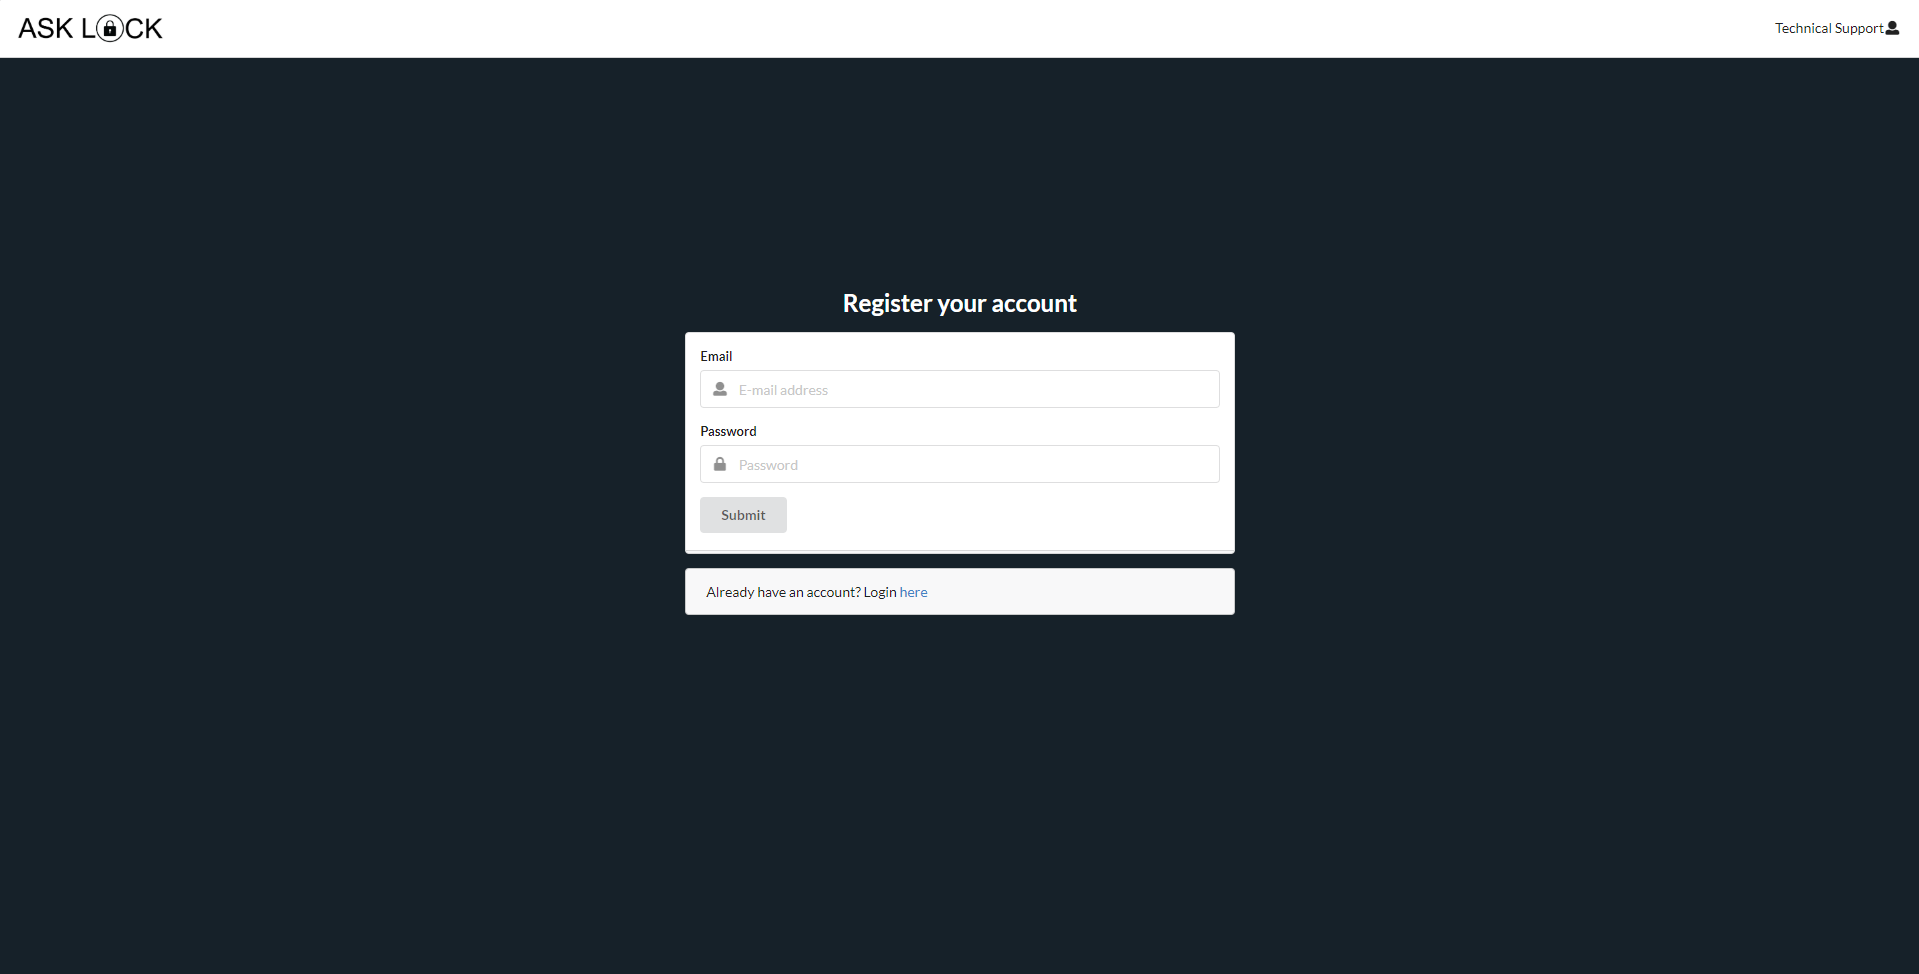 ASK LOCK
Technical Support
Register your account
Email
E-mail address
Password
Password
Submit
Already have an account? Login here